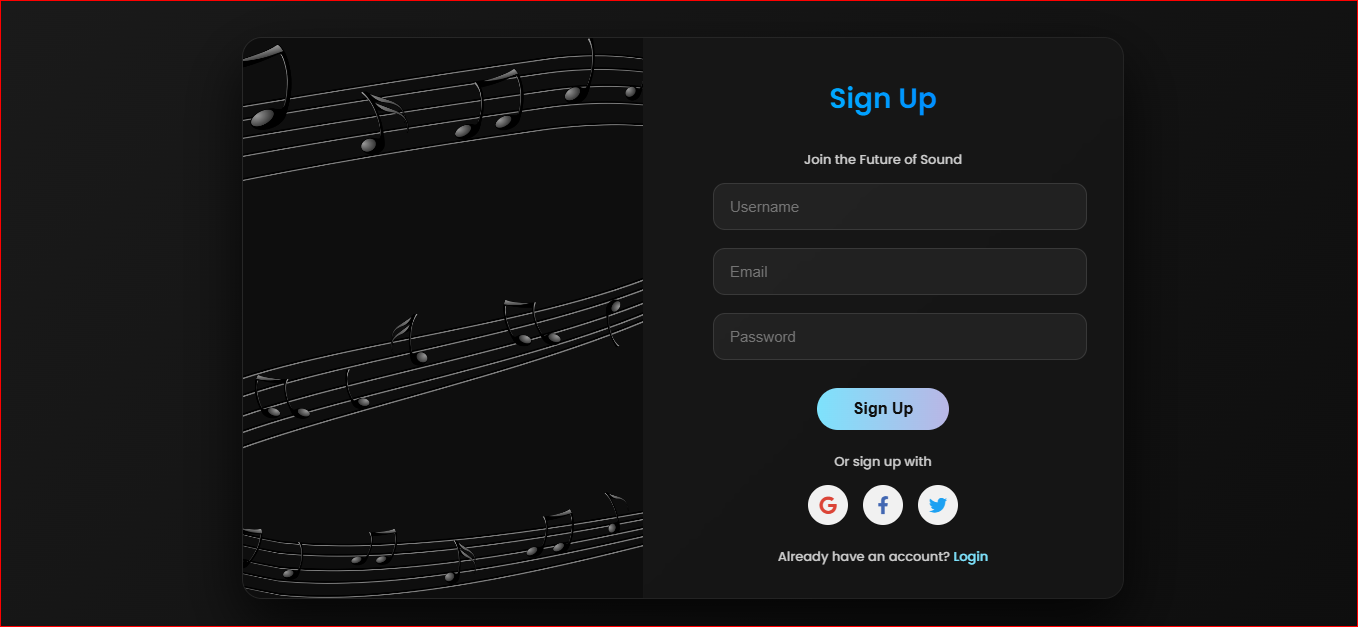 Sign Up
Join the Future of Sound
Username
Email
Password
Sign Up
Or sign up with
Already have an account? Login